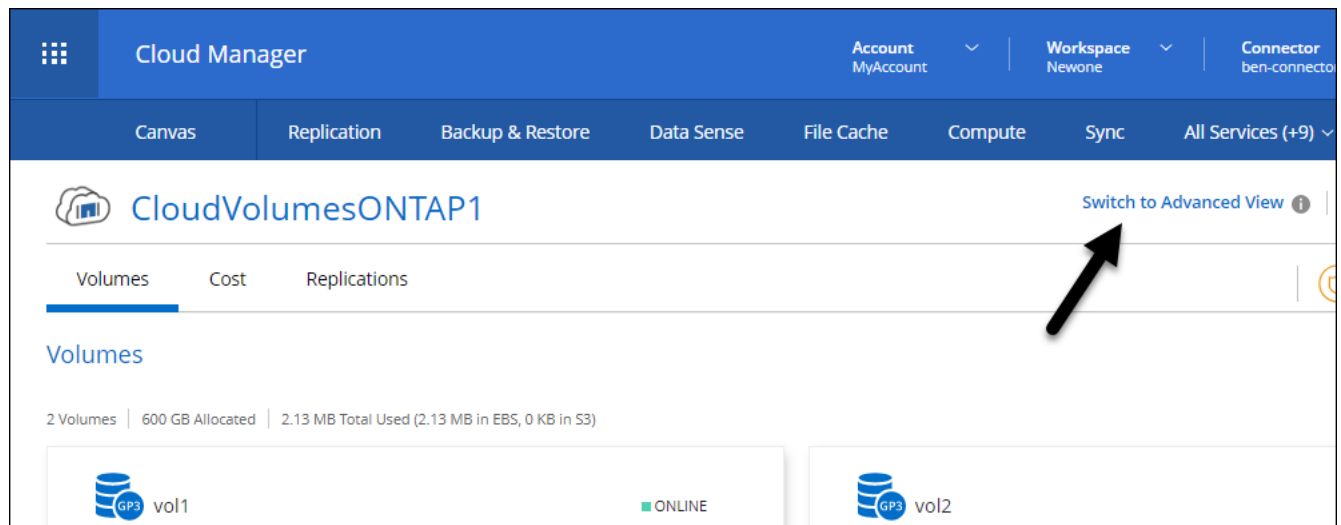 Cloud Manager
Account
MyAccount
Workspace
Newone
Connector
ben-connector
Canvas Replication Backup & Restore Data Sense File Cache Compute Sync All Services (+9)
CloudVolumesONTAP1
Switch to Advanced View
Volumes Cost Replications
Volumes
2 Volumes | 600 GB Allocated | 2.13 MB Total Used (2.13 MB in EBS, 0 KB in S3)
GP3 vol1 ONLINE GP3 vol2